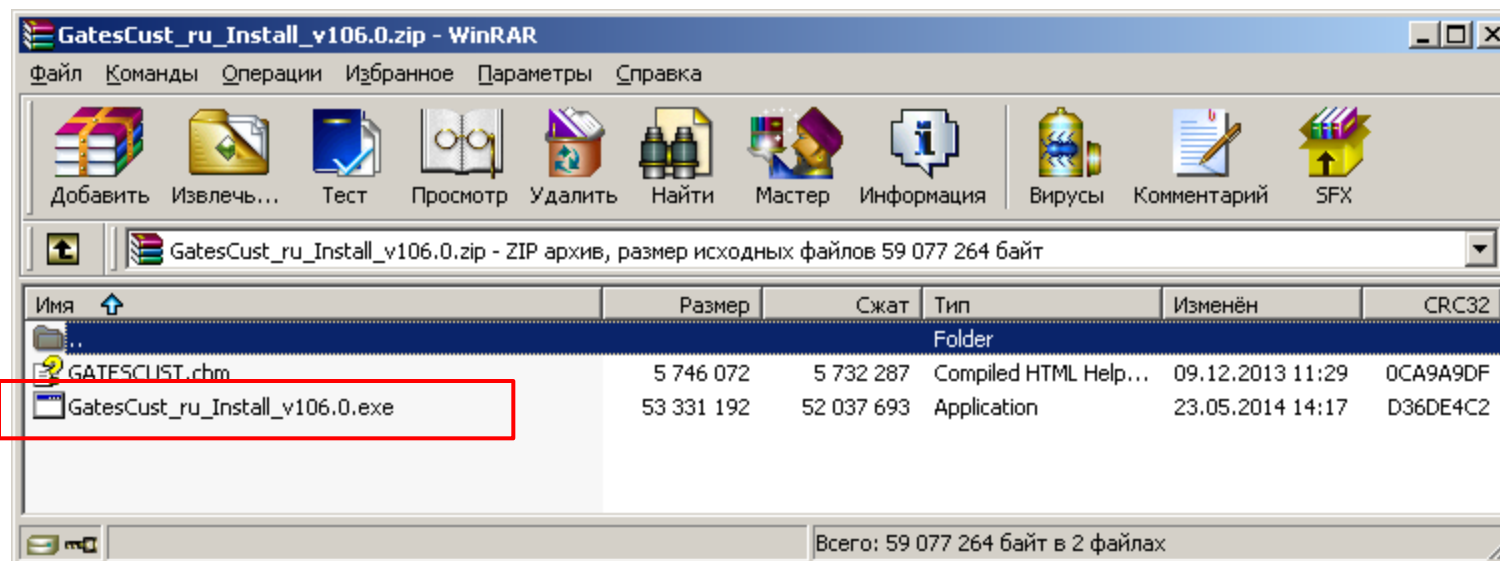 GatesCust_ru_Install_v106.0.zip - WinRAR
Файл Команды Операции Избранное Параметры Справка
Добавить Извлечь... Тест Просмотр Удалить Найти Мастер Информация Вирусы Комментарий SFX
GatesCust_ru_Install_v106.0.zip - ZIP архив, размер исходных файлов 59 077 264 байт
Имя Размер Сжат Тип Изменён CRC32
.. Folder
GATESCUST.chm 5 746 072 5 732 287 Compiled HTML Help... 09.12.2013 11:29 0CA9A9DF
GatesCust_ru_Install_v106.0.exe 53 331 192 52 037 693 Application 23.05.2014 14:17 D36DE4C2
Всего: 59 077 264 байт в 2 файлах